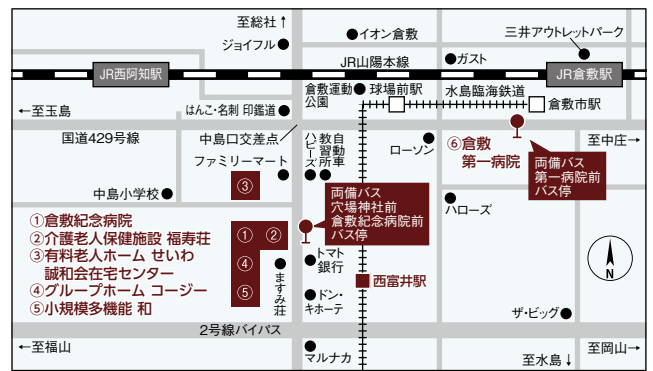 至総社↑
ジョイフル
イオン倉敷
三井アウトレットパーク
JR山陽本線
ガスト
JR西阿知駅
JR倉敷駅
倉敷運動
公園
球場前駅
水島臨海鉄道
倉敷市駅
←至玉島
はんこ・名刺 印鑑道
国道429号線
中島口交差点
ファミリーマート
ハピーズ
自動車
教習所
ローソン
⑥倉敷
第一病院
両備バス
第一病院前
バス停
至中庄→
③
中島小学校
両備バス
穴場神社前
倉敷紀念病院前
バス停
ハローズ
①倉敷紀念病院
②介護老人保健施設 福寿荘
③有料老人ホーム せいわ
誠和会在宅センター
④グループホーム コージー
⑤小規模多機能 和
① ②
④
⑤
ますみ荘
トマト
銀行
西富井駅
ドン・
キホーテ
N
ザ・ビッグ
2号線バイパス
←至福山
マルナカ
至水島↓
至岡山→